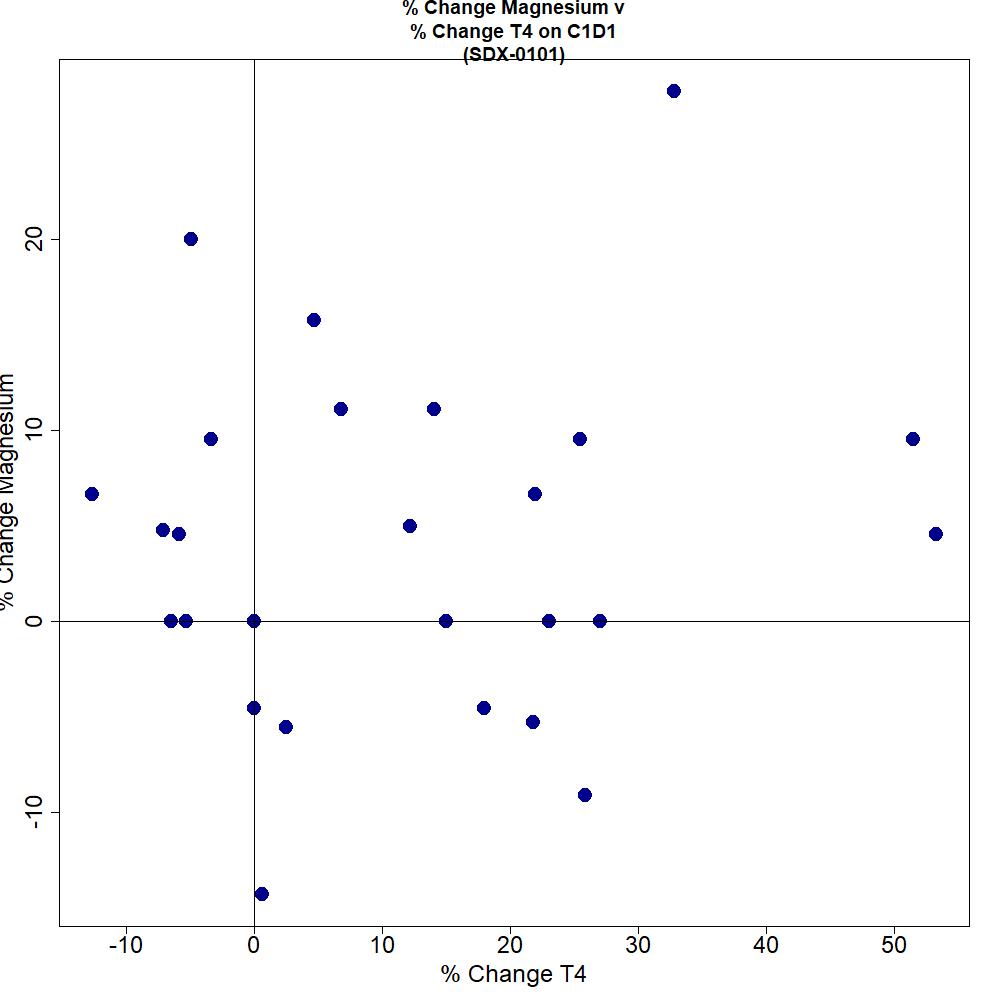 % Change Magnesium v
% Change T4 on C1D1
(SDX-0101)
% Change Magnesium
20
10
0
-10
-10 0 10 20 30 40 50
% Change T4